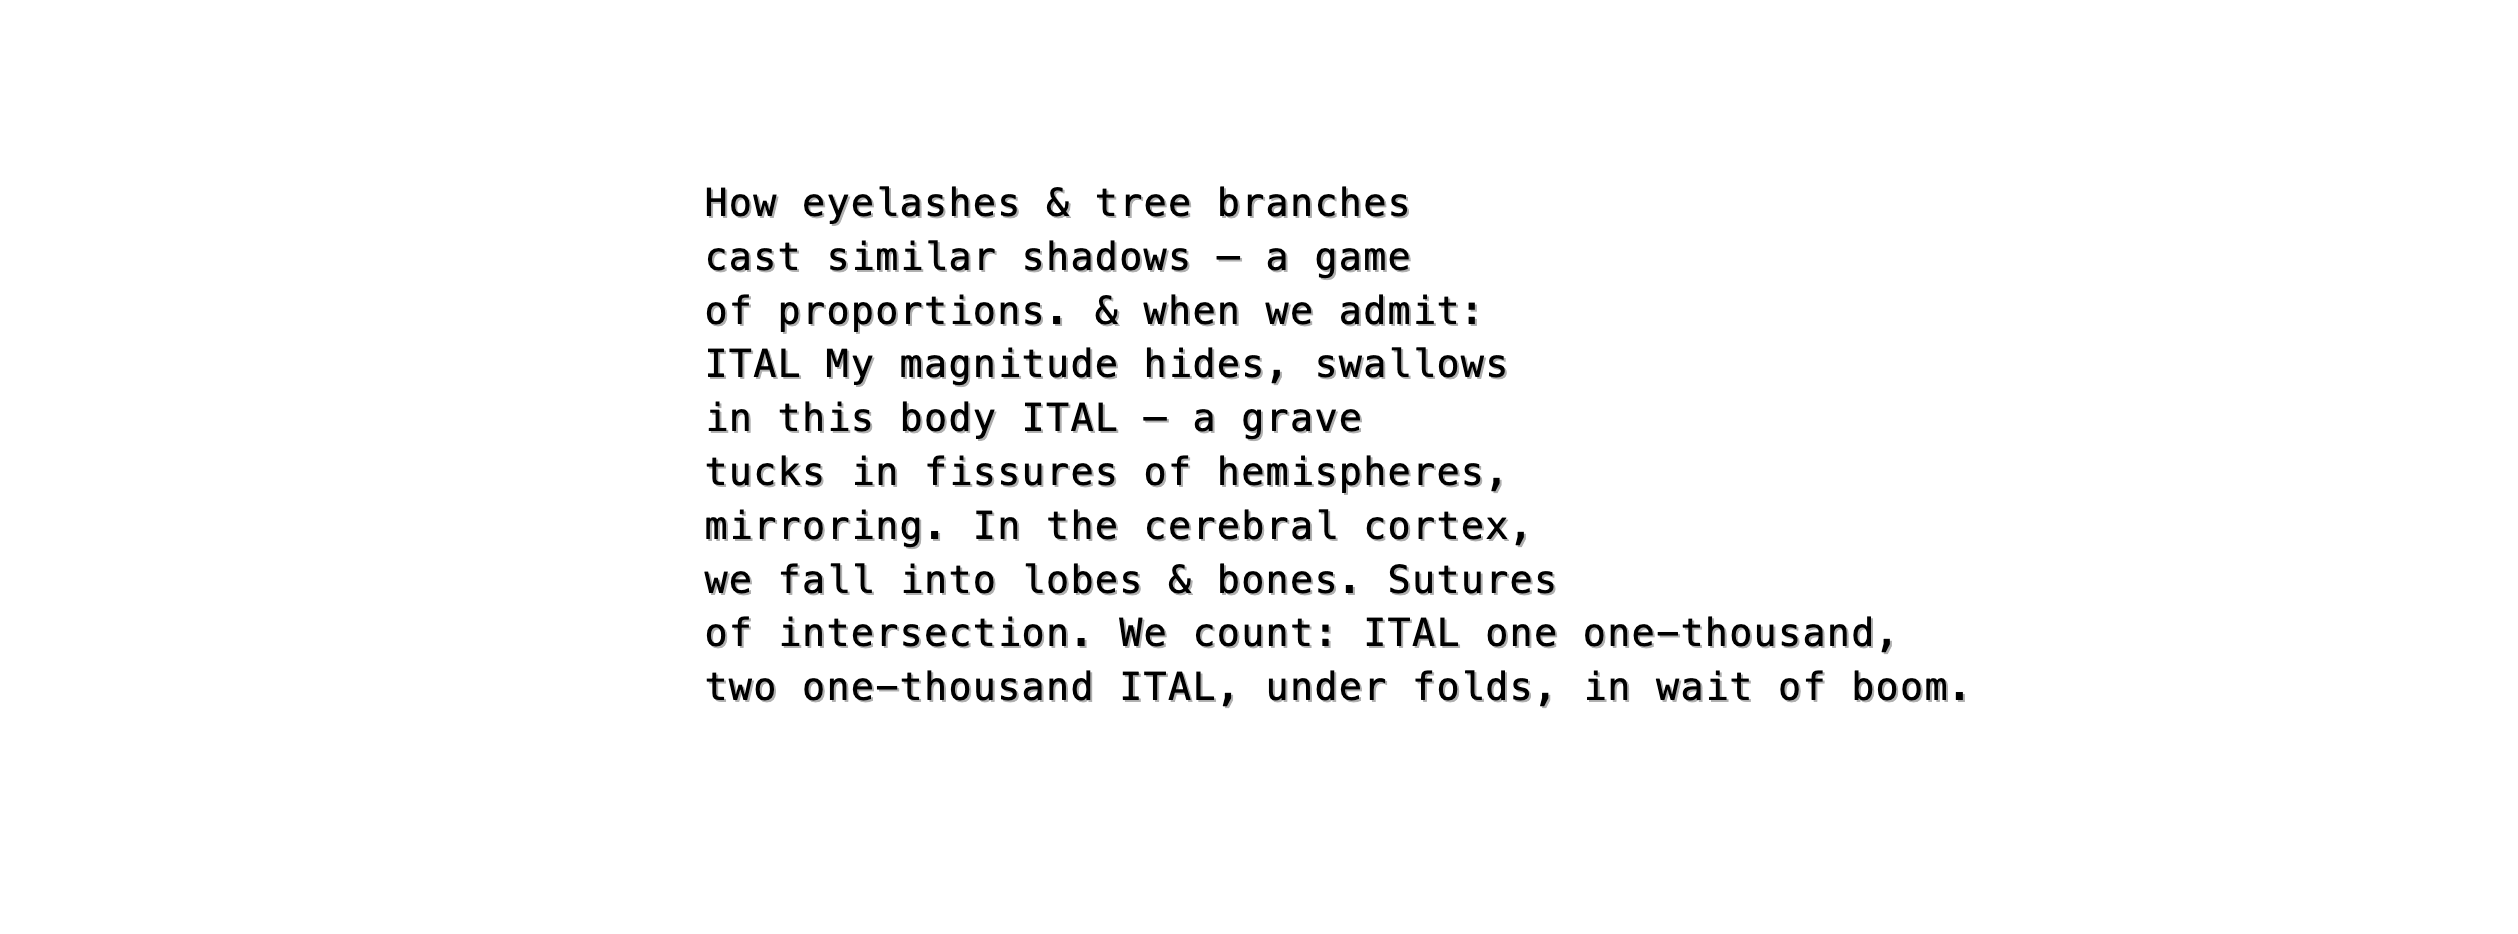 How eyelashes & tree branches
cast similar shadows – a game
of proportions. & when we admit:
ITAL My magnitude hides, swallows
in this body ITAL – a grave
tucks in fissures of hemispheres,
mirroring. In the cerebral cortex,
we fall into lobes & bones. Sutures
of intersection. We count: ITAL one one–thousand,
two one–thousand ITAL, under folds, in wait of boom.